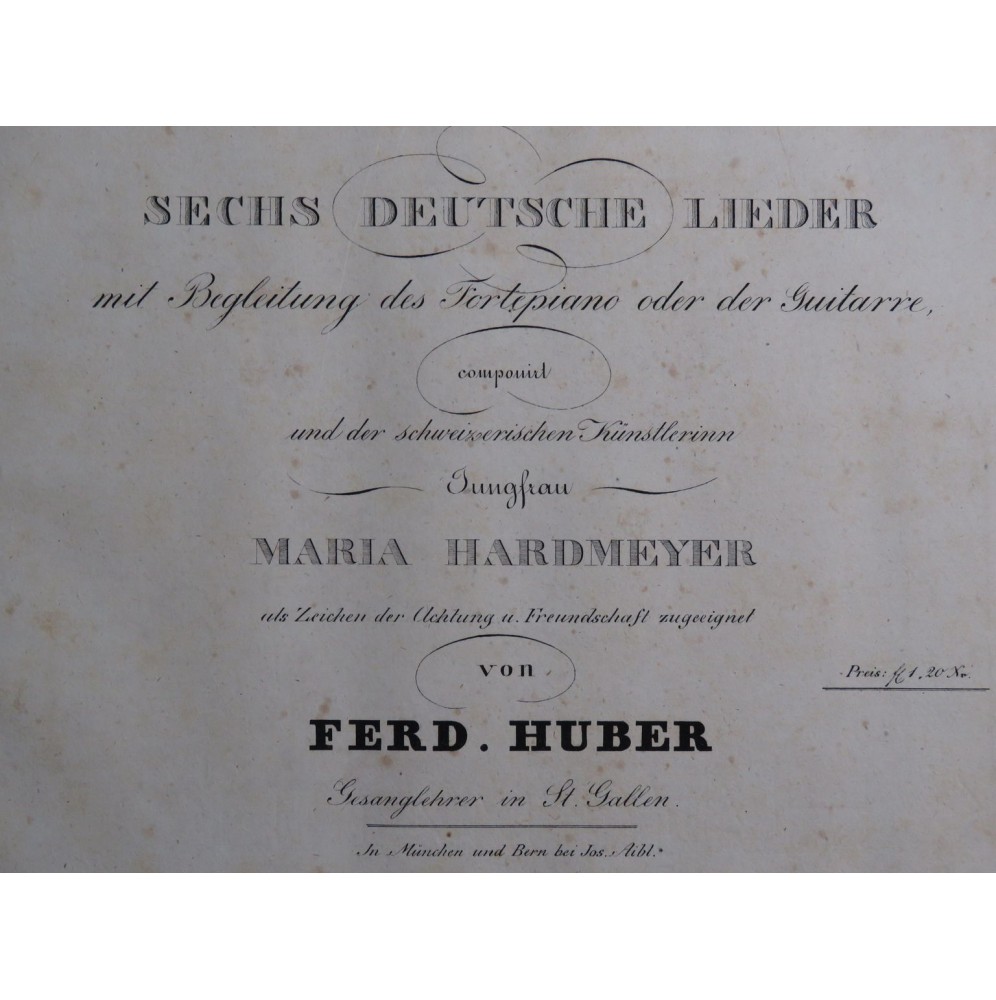 SECHS DEUTSCHE LIEDER
mit Begleitung des Fortepiano oder der Guitarre,
componirt
und der schweizerischen Künstlerinn
Jungfrau
MARIA HARDMEYER
als Zeichen der Achtung u. Freundschaft zugeeignet
von
Preis: fl 1, 20 Xr.
FERD. HUBER
Gesanglehrer in St. Gallen.
In München und Bern bei Jos. Aibl.